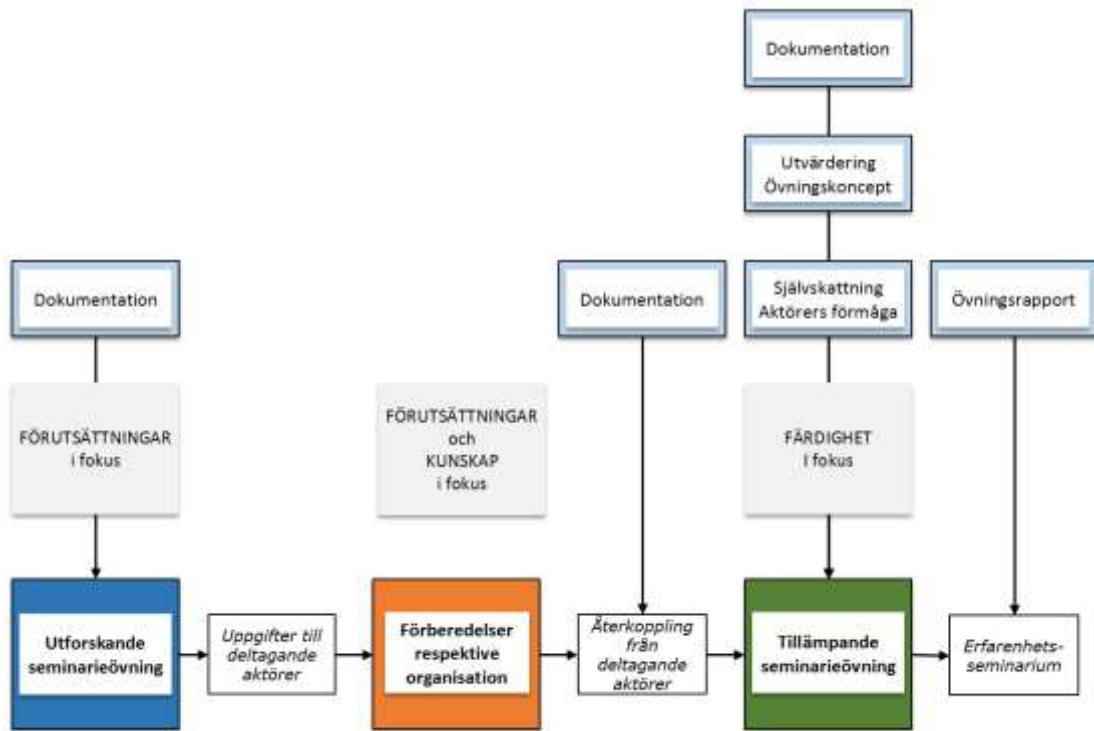 Dokumentation
Utvärdering
Övningskoncept
Dokumentation
Dokumentation
Självskattning
Aktörers förmåga
Övningsrapport
FÖRUTSÄTTNINGAR
i fokus
FÖRUTSÄTTNINGAR
och
KUNSKAP
i fokus
FÄRDIGHET
I fokus
Utforskande
seminarieövning
Uppgifter till
deltagande
aktörer
Förberedelser
respektive
organisation
Återkoppling
från
deltagande
aktörer
Tillämpande
seminarieövning
Erfarenhets-
seminarium